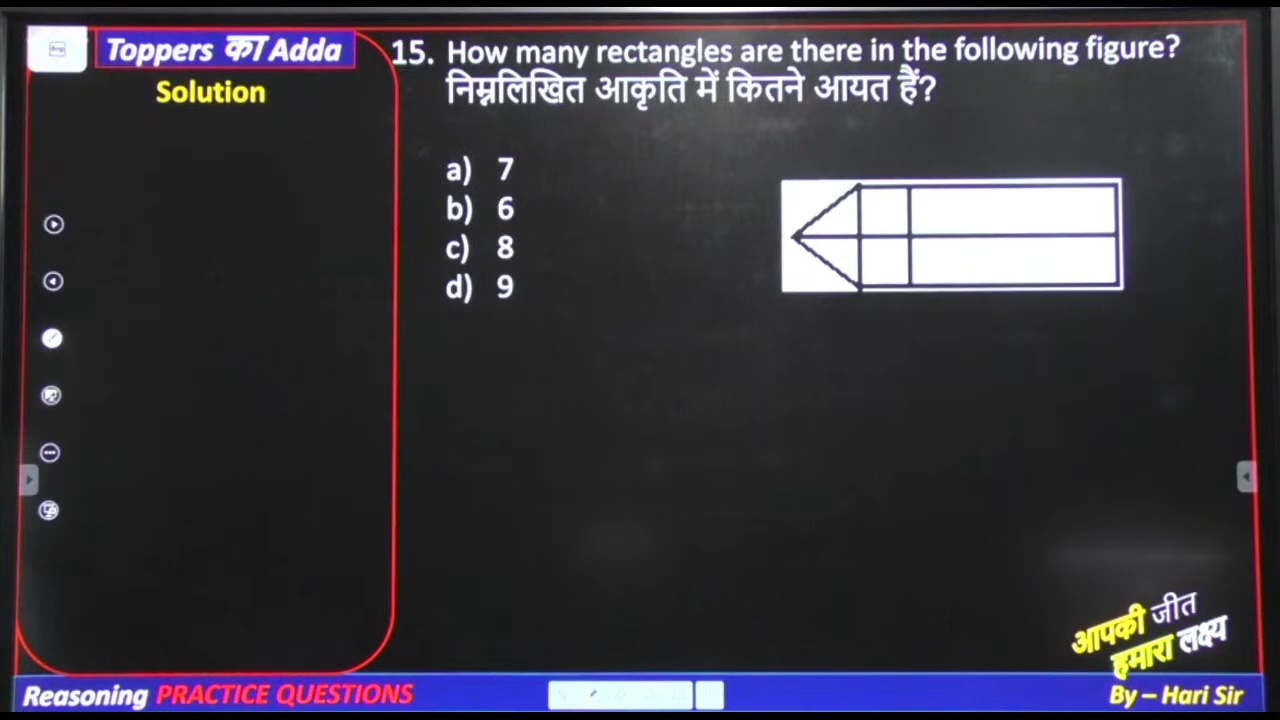 Toppers का Adda
Solution
15. How many rectangles are there in the following figure?
निम्नलिखित आकृति में कितने आयत हैं?
a) 7
b) 6
c) 8
d) 9
आपकी जीत
हमारा लक्ष्य
Reasoning PRACTICE QUESTIONS
By – Hari Sir